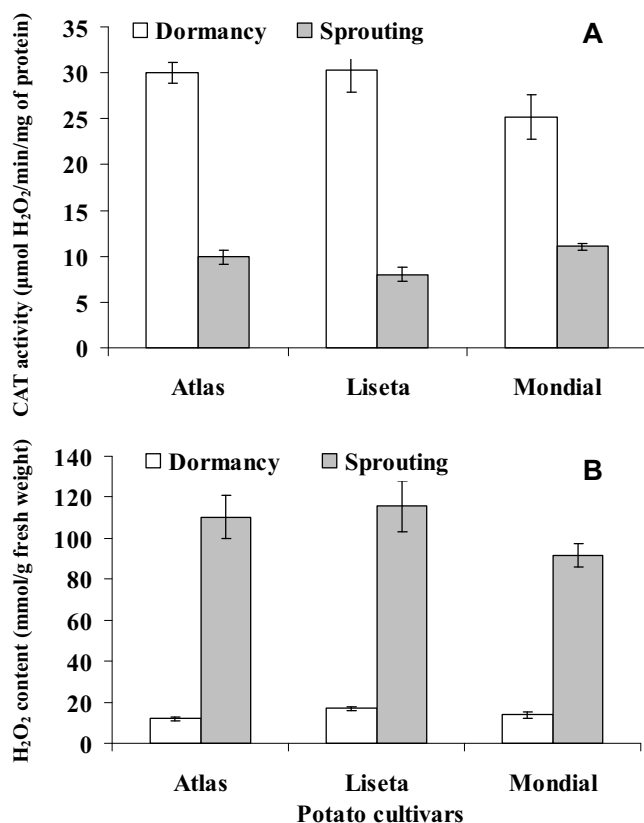 CAT activity (µmol H₂O₂/min/mg of protein)
35
30
25
20
15
10
5
0
Dormancy Sprouting
A
Atlas Liseta Mondial
H₂O₂ content (mmol/g fresh weight)
140
120
100
80
60
40
20
0
Dormancy Sprouting
B
Atlas Liseta Mondial
Potato cultivars